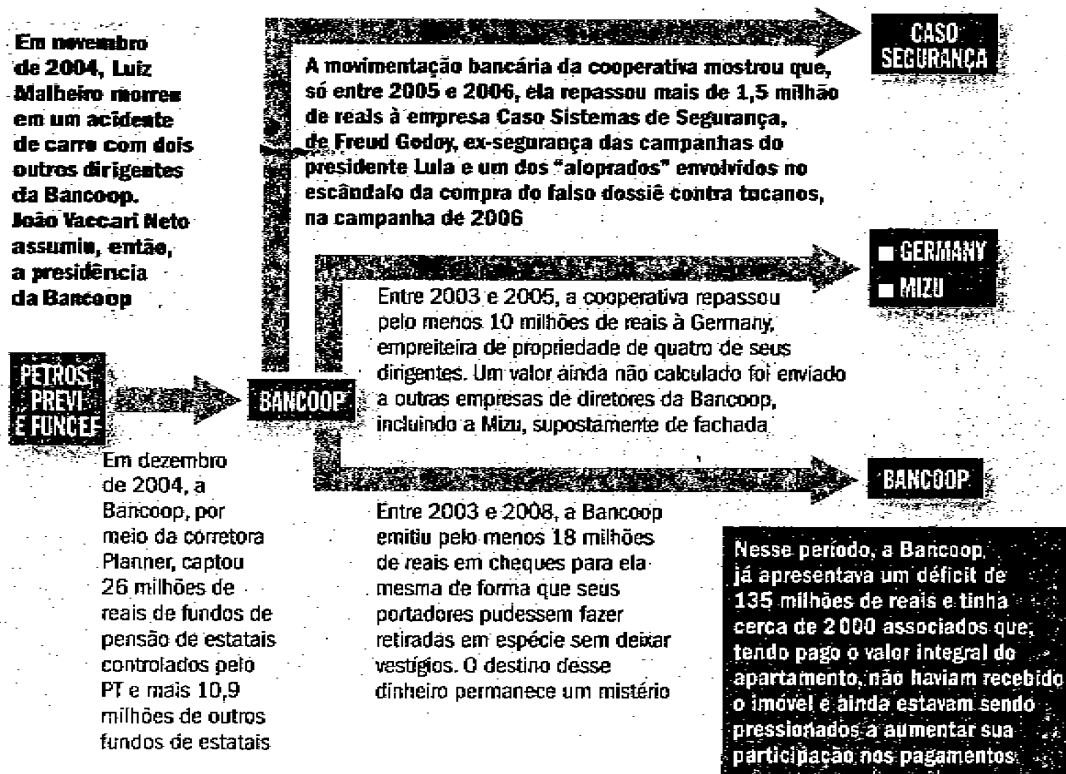 Em novembro
de 2004, Luiz
Malheiro morreu
em um acidente
de carro com dois
outros dirigentes
da Bancoop.
João Vaccari Neto
assumiu, então,
a presidência
da Bancoop
CASO
SEGURANÇA
A movimentação bancária da cooperativa mostrou que,
só entre 2005 e 2006, ela repassou mais de 1,5 milhão
de reais à empresa Caso Sistemas de Segurança,
de Freud Godoy, ex-segurança das campanhas do
presidente Lula e um dos "aloprados" envolvidos no
escândalo da compra do falso dossiê contra tucanos,
na campanha de 2006
GERMANY
MIZU
Entre 2003 e 2005, a cooperativa repassou
pelo menos 10 milhões de reais à Germany,
empreiteira de propriedade de quatro de seus
dirigentes. Um valor ainda não calculado foi enviado
a outras empresas de diretores da Bancoop,
incluindo a Mizu, supostamente de fachada
PETROS,
PREVI
E FUNCEF
BANCOOP
Em dezembro
de 2004, a
Bancoop, por
meio da corretora
Planner, captou
26 milhões de
reais de fundos de
pensão de estatais
controlados pelo
PT e mais 10,9
milhões de outros
fundos de estatais
BANCOOP
Entre 2003 e 2008, a Bancoop
emitiu pelo menos 18 milhões
de reais em cheques para ela
mesma de forma que seus
portadores pudessem fazer
retiradas em espécie sem deixar
vestígios. O destino desse
dinheiro permanece um mistério
Nesse período, a Bancoop
já apresentava um déficit de
135 milhões de reais e tinha
cerca de 2 000 associados que,
tendo pago o valor integral do
apartamento, não haviam recebido
o imóvel e ainda estavam sendo
pressionados a aumentar sua
participação nos pagamentos